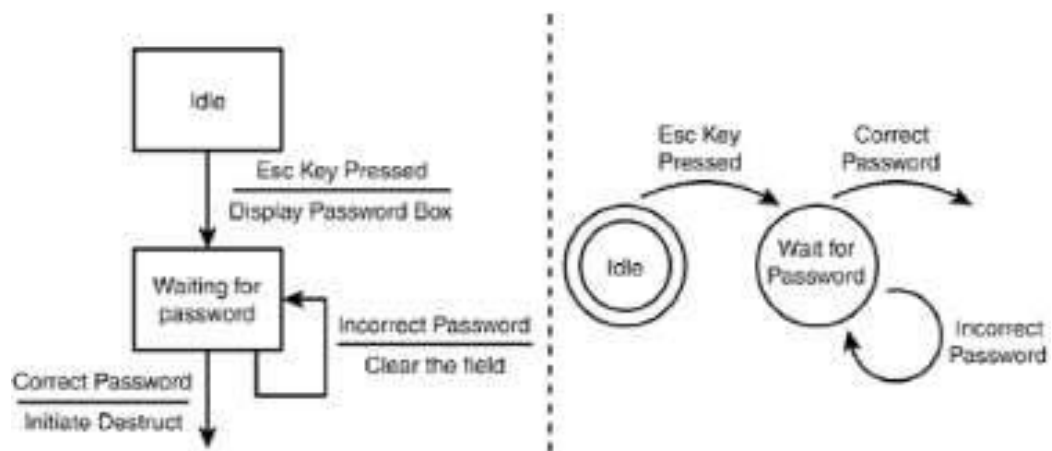 Idle
Esc Key Pressed
Display Password Box
Waiting for
password
Incorrect Password
Clear the field
Correct Password
Initiate Destruct
Esc Key
Pressed
Correct
Password
Idle
Wait for
Password
Incorrect
Password